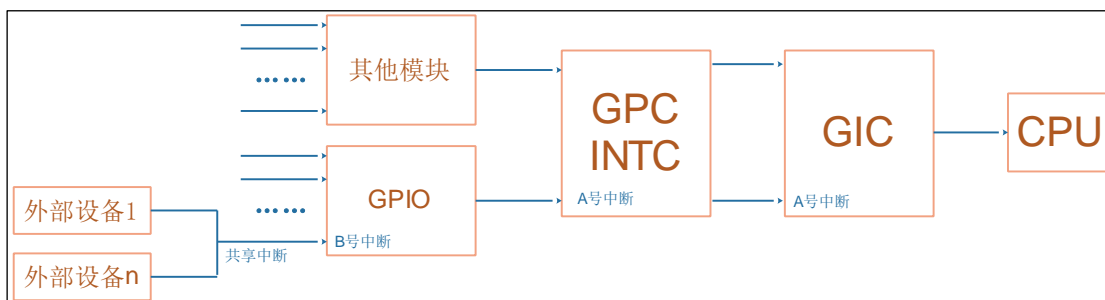 其他模块
……
GPC
INTC
A号中断
GIC
A号中断
CPU
GPIO
……
B号中断
外部设备1
共享中断
外部设备n